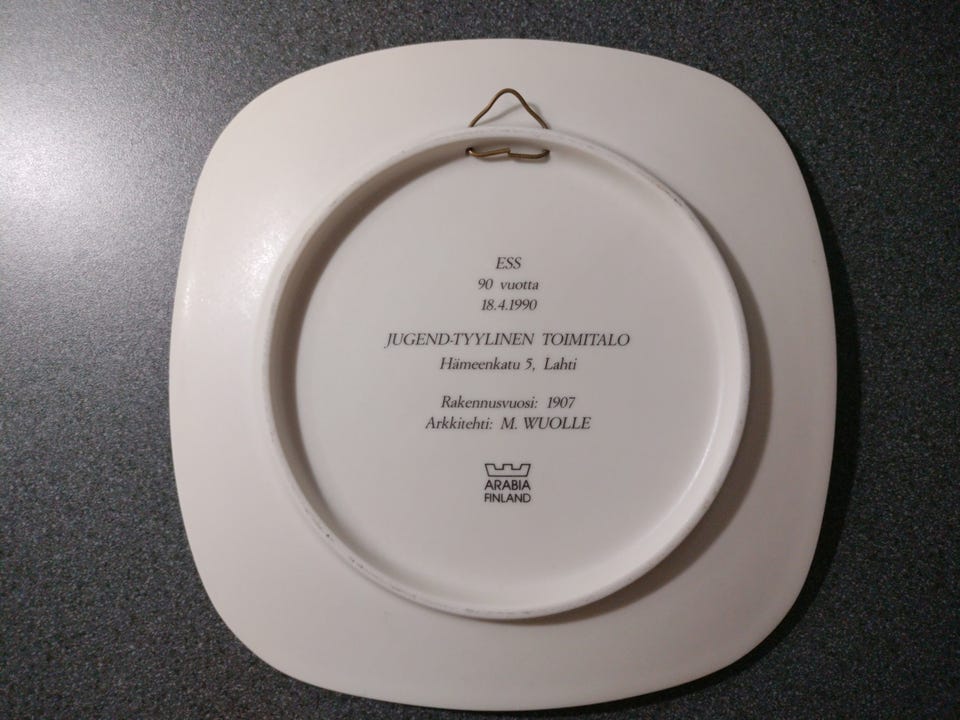 ESS
90 vuotta
18.4.1990
JUGEND-TYYLINEN TOIMITALO
Hämeenkatu 5, Lahti
Rakennusvuosi: 1907
Arkkitehti: M. WUOLLE
ARABIA
FINLAND